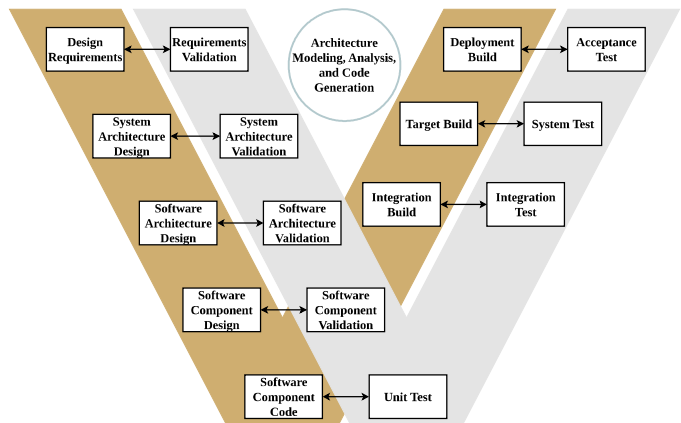 Design
Requirements
Requirements
Validation
Architecture
Modeling, Analysis,
and Code
Generation
Deployment
Build
Acceptance
Test
System
Architecture
Design
System
Architecture
Validation
Target Build
System Test
Software
Architecture
Design
Software
Architecture
Validation
Integration
Build
Integration
Test
Software
Component
Design
Software
Component
Validation
Software
Component
Code
Unit Test